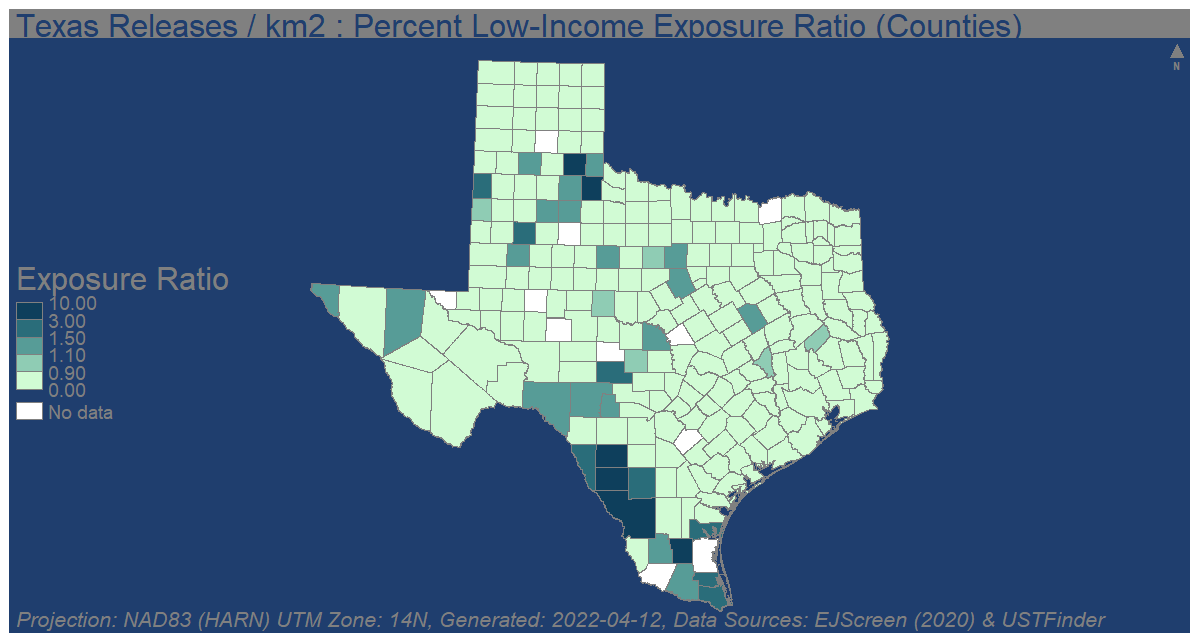 Texas Releases / km2 : Percent Low-Income Exposure Ratio (Counties)
N
Exposure Ratio
10.00
3.00
1.50
1.10
0.90
0.00
No data
Projection: NAD83 (HARN) UTM Zone: 14N, Generated: 2022-04-12, Data Sources: EJScreen (2020) & USTFinder